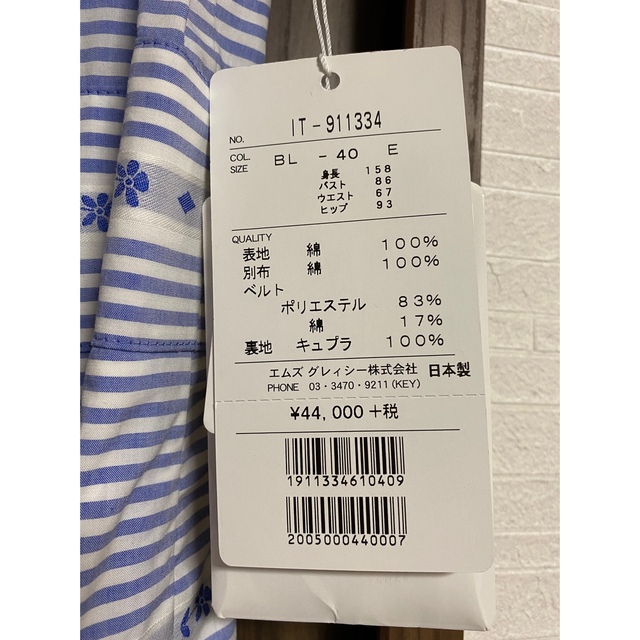 NO. IT-911334
COL. BL - 40 E
SIZE
身長 158
バスト 86
ウエスト 67
ヒップ 93
QUALITY
表地 綿 100%
別布 綿 100%
ベルト
ポリエステル 83%
綿 17%
裏地 キュプラ 100%
エムズ グレィシー株式会社 日本製
PHONE 03・3470・9211(KEY)
¥44,000+税
1911334610409
2005000440007